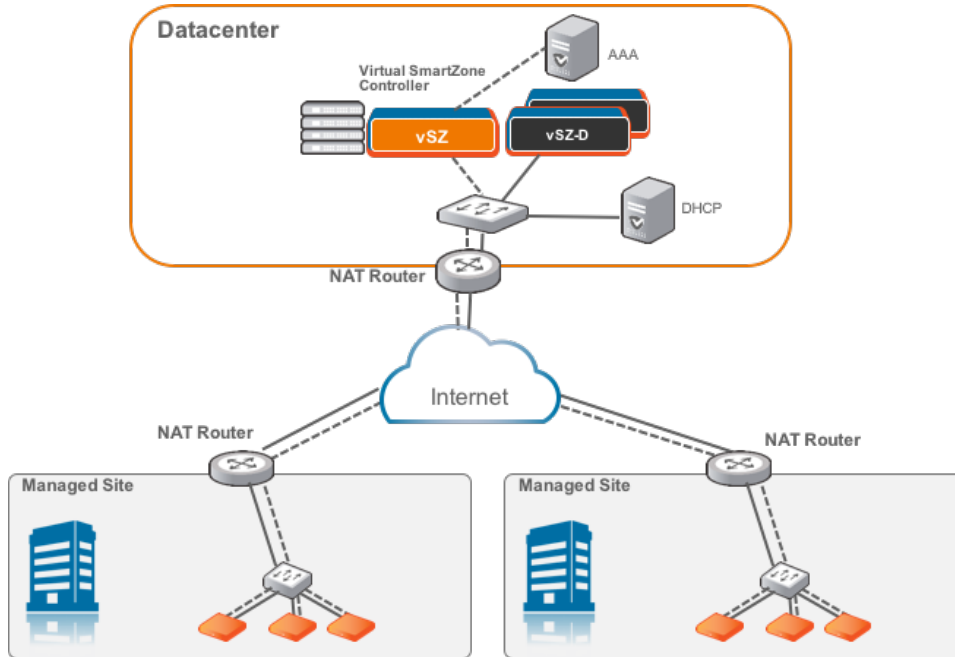 Datacenter
AAA
Virtual SmartZone
Controller
vSZ
vSZ-D
DHCP
NAT Router
Internet
NAT Router
NAT Router
Managed Site
Managed Site